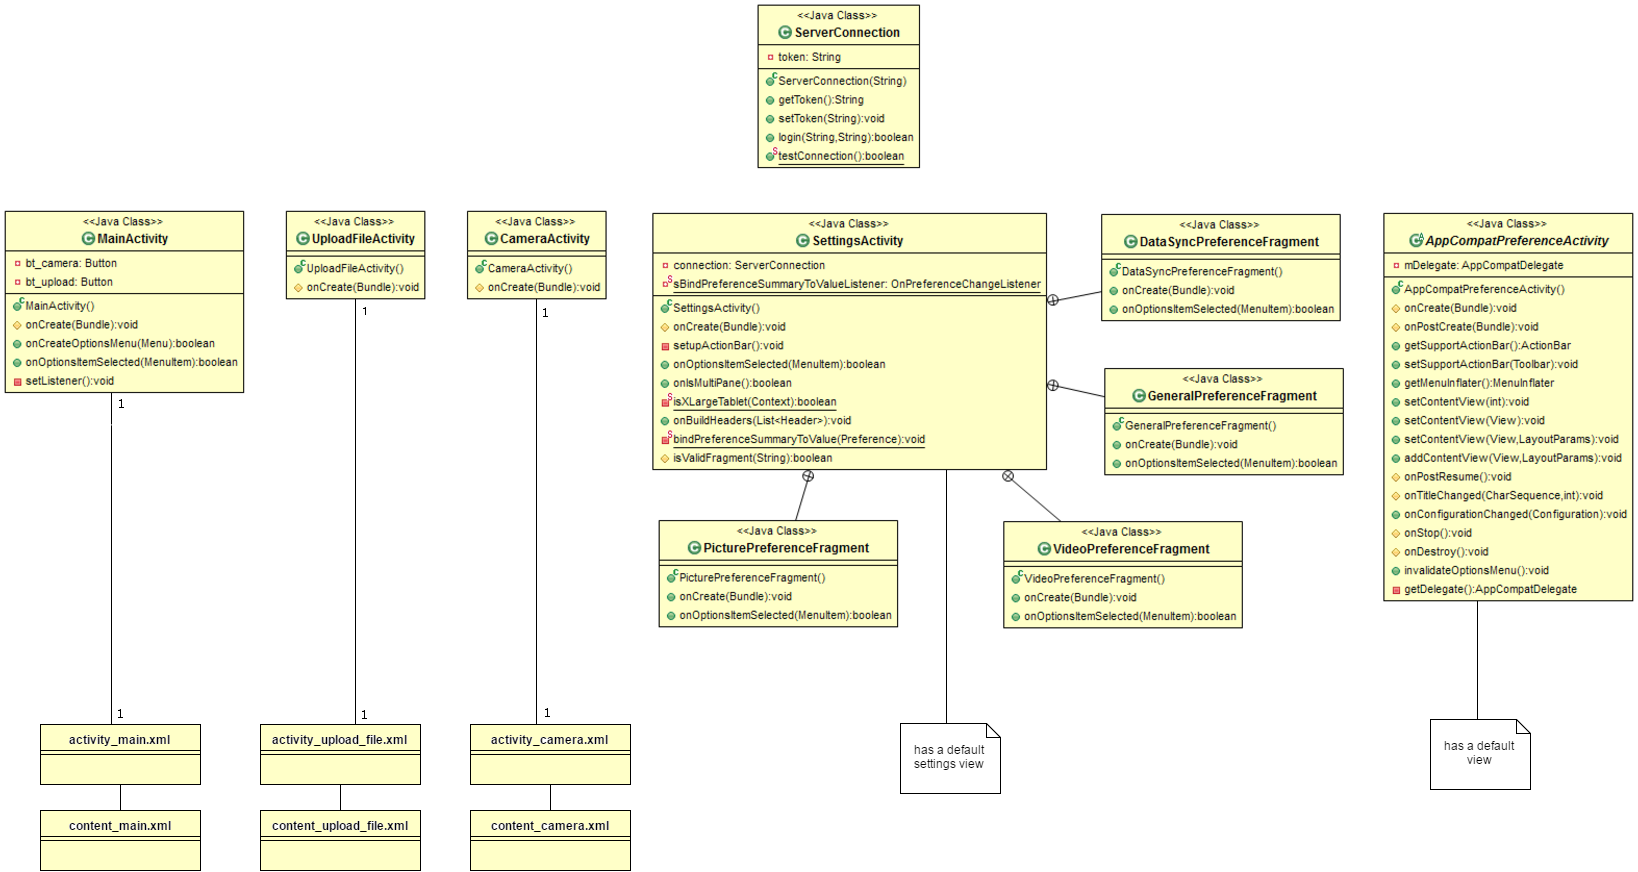 <<Java Class>>
ServerConnection
token: String
ServerConnection(String)
getToken():String
setToken(String):void
login(String,String):boolean
testConnection():boolean
<<Java Class>>
MainActivity
bt_camera: Button
bt_upload: Button
MainActivity()
onCreate(Bundle):void
onCreateOptionsMenu(Menu):boolean
onOptionsItemSelected(MenuItem):boolean
setListener():void
1
1
<<Java Class>>
UploadFileActivity
UploadFileActivity()
onCreate(Bundle):void
1
1
<<Java Class>>
CameraActivity
CameraActivity()
onCreate(Bundle):void
1
1
<<Java Class>>
SettingsActivity
connection: ServerConnection
sBindPreferenceSummaryToValueListener: OnPreferenceChangeListener
SettingsActivity()
onCreate(Bundle):void
setupActionBar():void
onOptionsItemSelected(MenuItem):boolean
onIsMultiPane():boolean
isXLargeTablet(Context):boolean
onBuildHeaders(List<Header>):void
bindPreferenceSummaryToValue(Preference):void
isValidFragment(String):boolean
<<Java Class>>
DataSyncPreferenceFragment
DataSyncPreferenceFragment()
onCreate(Bundle):void
onOptionsItemSelected(MenuItem):boolean
<<Java Class>>
GeneralPreferenceFragment
GeneralPreferenceFragment()
onCreate(Bundle):void
onOptionsItemSelected(MenuItem):boolean
<<Java Class>>
AppCompatPreferenceActivity
mDelegate: AppCompatDelegate
AppCompatPreferenceActivity()
onCreate(Bundle):void
onPostCreate(Bundle):void
getSupportActionBar():ActionBar
setSupportActionBar(Toolbar):void
getMenuInflater():MenuInflater
setContentView(int):void
setContentView(View):void
setContentView(View,LayoutParams):void
addContentView(View,LayoutParams):void
onPostResume():void
onTitleChanged(CharSequence,int):void
onConfigurationChanged(Configuration):void
onStop():void
onDestroy():void
invalidateOptionsMenu():void
getDelegate():AppCompatDelegate
<<Java Class>>
PicturePreferenceFragment
PicturePreferenceFragment()
onCreate(Bundle):void
onOptionsItemSelected(MenuItem):boolean
<<Java Class>>
VideoPreferenceFragment
VideoPreferenceFragment()
onCreate(Bundle):void
onOptionsItemSelected(MenuItem):boolean
activity_main.xml
content_main.xml
activity_upload_file.xml
content_upload_file.xml
activity_camera.xml
content_camera.xml
has a default
settings view
has a default
view